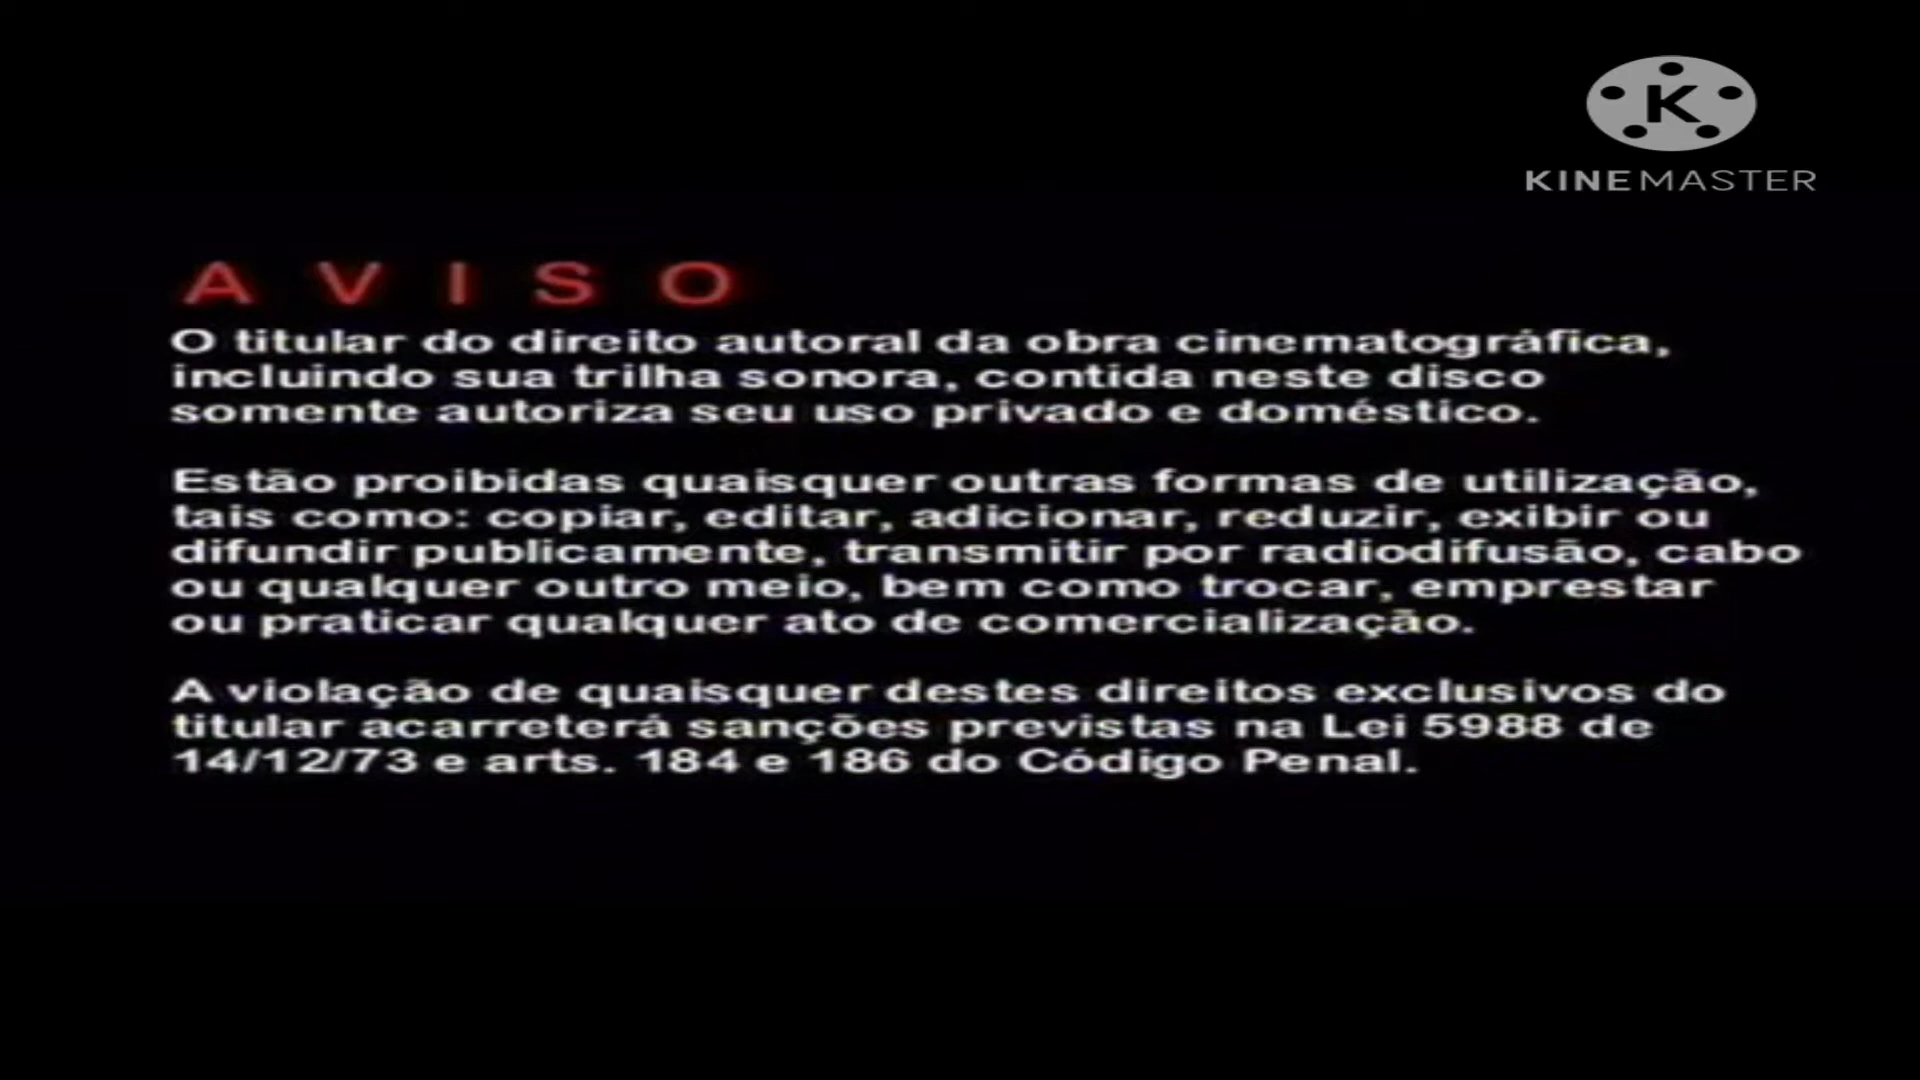 K
KINEMASTER
A V I S O
O titular do direito autoral da obra cinematográfica,
incluindo sua trilha sonora, contida neste disco
somente autoriza seu uso privado e doméstico.
Estão proibidas quaisquer outras formas de utilização,
tais como: copiar, editar, adicionar, reduzir, exibir ou
difundir publicamente, transmitir por radiodifusão, cabo
ou qualquer outro meio, bem como trocar, emprestar
ou praticar qualquer ato de comercialização.
A violação de quaisquer destes direitos exclusivos do
titular acarreterá sanções previstas na Lei 5988 de
14/12/73 e arts. 184 e 186 do Código Penal.